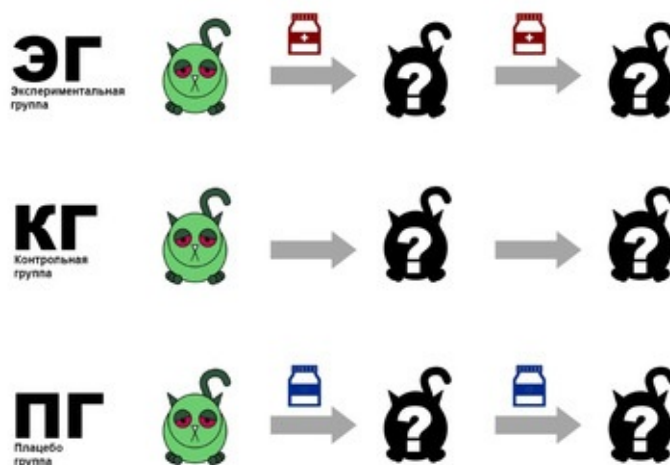 ЭГ
Экспериментальная
группа
?
?
КГ
Контрольная
группа
?
?
ПГ
Плацебо
группа
?
?